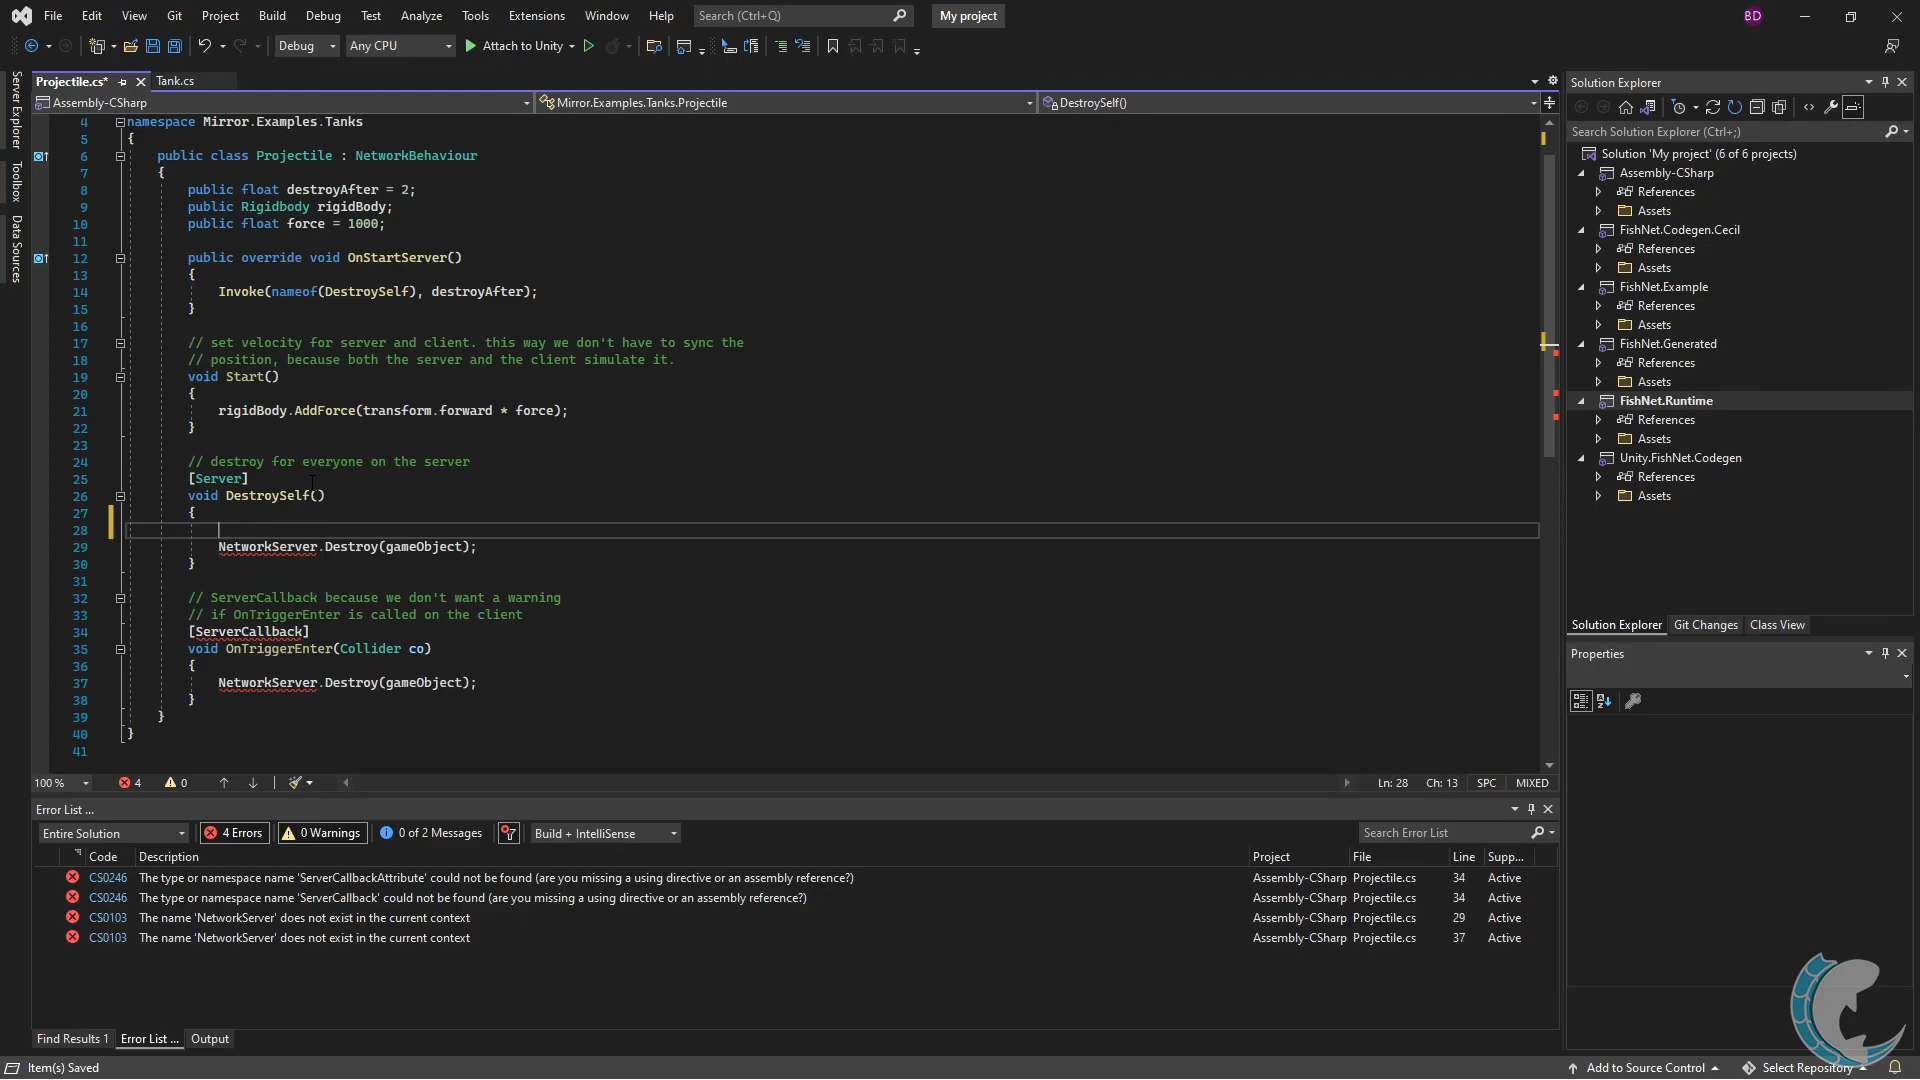 File Edit View Git Project Build Debug Test Analyze Tools Extensions Window Help Search (Ctrl+Q) My project BD
Debug Any CPU Attach to Unity
Server Explorer
Toolbox
Data Sources
Projectile.cs* Tank.cs
Assembly-CSharp Mirror.Examples.Tanks.Projectile DestroySelf()
4 namespace Mirror.Examples.Tanks
5 {
6 public class Projectile : NetworkBehaviour
7 {
8 public float destroyAfter = 2;
9 public Rigidbody rigidBody;
10 public float force = 1000;
11
12 public override void OnStartServer()
13 {
14 Invoke(nameof(DestroySelf), destroyAfter);
15 }
16
17 // set velocity for server and client. this way we don't have to sync the
18 // position, because both the server and the client simulate it.
19 void Start()
20 {
21 rigidBody.AddForce(transform.forward * force);
22 }
23
24 // destroy for everyone on the server
25 [Server]
26 void DestroySelf()
27 {
28
29 NetworkServer.Destroy(gameObject);
30 }
31
32 // ServerCallback because we don't want a warning
33 // if OnTriggerEnter is called on the client
34 [ServerCallback]
35 void OnTriggerEnter(Collider co)
36 {
37 NetworkServer.Destroy(gameObject);
38 }
39 }
40 }
41
100 % 4 0 Ln: 28 Ch: 13 SPC MIXED
Error List ...
Entire Solution 4 Errors 0 Warnings 0 of 2 Messages Build + IntelliSense Search Error List
Code Description Project File Line Supp...
CS0246 The type or namespace name 'ServerCallbackAttribute' could not be found (are you missing a using directive or an assembly reference?) Assembly-CSharp Projectile.cs 34 Active
CS0246 The type or namespace name 'ServerCallback' could not be found (are you missing a using directive or an assembly reference?) Assembly-CSharp Projectile.cs 34 Active
CS0103 The name 'NetworkServer' does not exist in the current context Assembly-CSharp Projectile.cs 29 Active
CS0103 The name 'NetworkServer' does not exist in the current context Assembly-CSharp Projectile.cs 37 Active
Find Results 1 Error List ... Output
Solution Explorer
Search Solution Explorer (Ctrl+;)
Solution 'My project' (6 of 6 projects)
Assembly-CSharp
References
Assets
FishNet.Codegen.Cecil
References
Assets
FishNet.Example
References
Assets
FishNet.Generated
References
Assets
FishNet.Runtime
References
Assets
Unity.FishNet.Codegen
References
Assets
Solution Explorer Git Changes Class View
Properties
Item(s) Saved Add to Source Control Select Repository